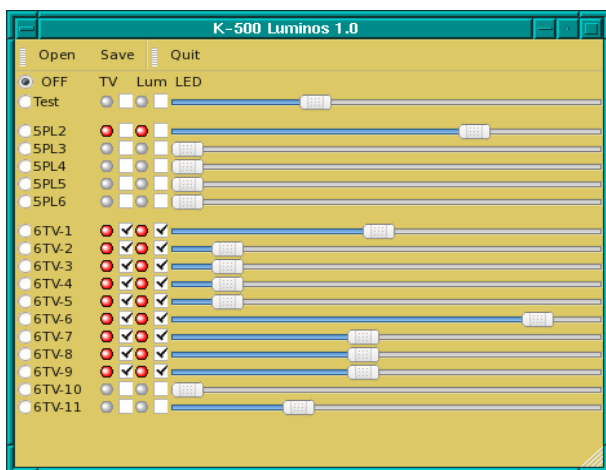 K-500 Luminos 1.0
Open Save Quit
OFF TV Lum LED
Test
5PL2
5PL3
5PL4
5PL5
5PL6
6TV-1
6TV-2
6TV-3
6TV-4
6TV-5
6TV-6
6TV-7
6TV-8
6TV-9
6TV-10
6TV-11